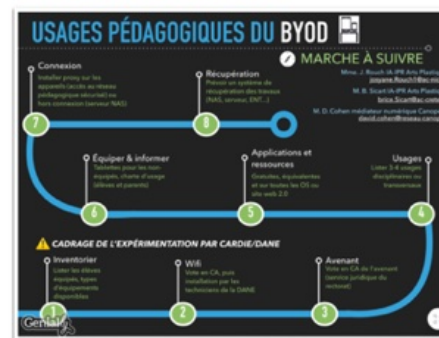 USAGES PÉDAGOGIQUES DU BYOD
MARCHE À SUIVRE
Mme. J. Rouch IA-IPR Arts Plastiq
M. B. Sicart IA-IPR Arts Plastiqu
M. D. Cohen médiateur numérique Canopé
Connexion
Installer proxy sur les
appareils (accès au réseau
pédagogique sécurisé) ou
hors connexion (serveur NAS)
Récupération
Prévoir un système de
récupération des travaux
(NAS, serveur, ENT...)
7
8
Équiper & informer
Tablettes pour les non-
équipés, charte d'usage
(élèves et parents)
Applications et
ressources
Gratuites, équivalentes
et sur toutes les OS ou
site web 2.0
Usages
Lister 3-4 usages
disciplinaires ou
transversaux
6
5
4
CADRAGE DE L'EXPÉRIMENTATION PAR CARDIE/DANE
Inventorier
Lister les élèves
équipés, types
d'équipements
disponibles
Wifi
Vote en CA, puis
installation par les
techniciens de la DANE
Avenant
Vote en CA de l'avenant
(service juridique du
rectorat)
1
2
3
Genially